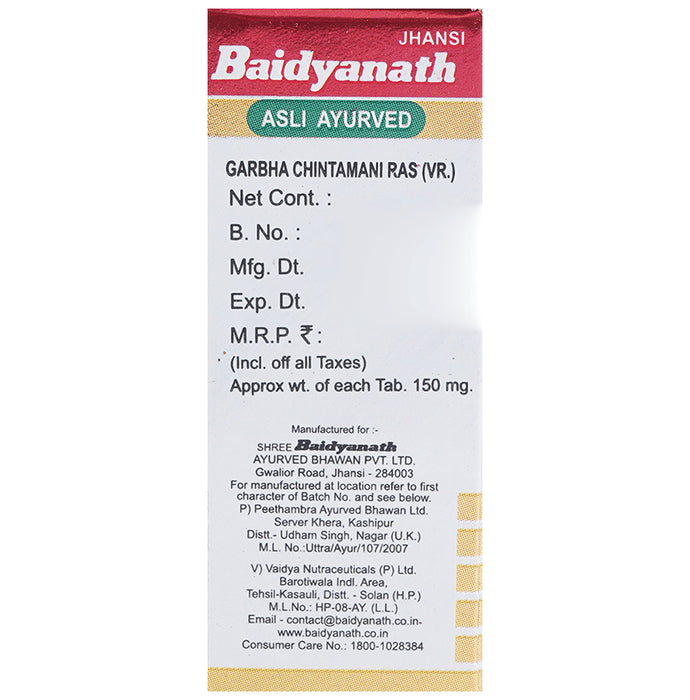 JHANSI
Baidyanath
ASLI AYURVED
GARBHA CHINTAMANI RAS (VR.)
Net Cont. :
B. No. :
Mfg. Dt.
Exp. Dt.
M.R.P. ₹ :
(Incl. off all Taxes)
Approx wt. of each Tab. 150 mg.
Manufactured for :-
SHREE Baidyanath
AYURVED BHAWAN PVT. LTD.
Gwalior Road, Jhansi - 284003
For manufactured at location refer to first
character of Batch No. and see below.
P) Peethambra Ayurved Bhawan Ltd.
Server Khera, Kashipur
Distt.- Udham Singh, Nagar (U.K.)
M.L. No.:Uttra/Ayur/107/2007
V) Vaidya Nutraceuticals (P) Ltd.
Barotiwala Indl. Area,
Tehsil-Kasauli, Distt. - Solan (H.P.)
M.L.No.: HP-08-AY. (L.L.)
Email - contact@baidyanath.co.in-
www.baidyanath.co.in
Consumer Care No.: 1800-1028384